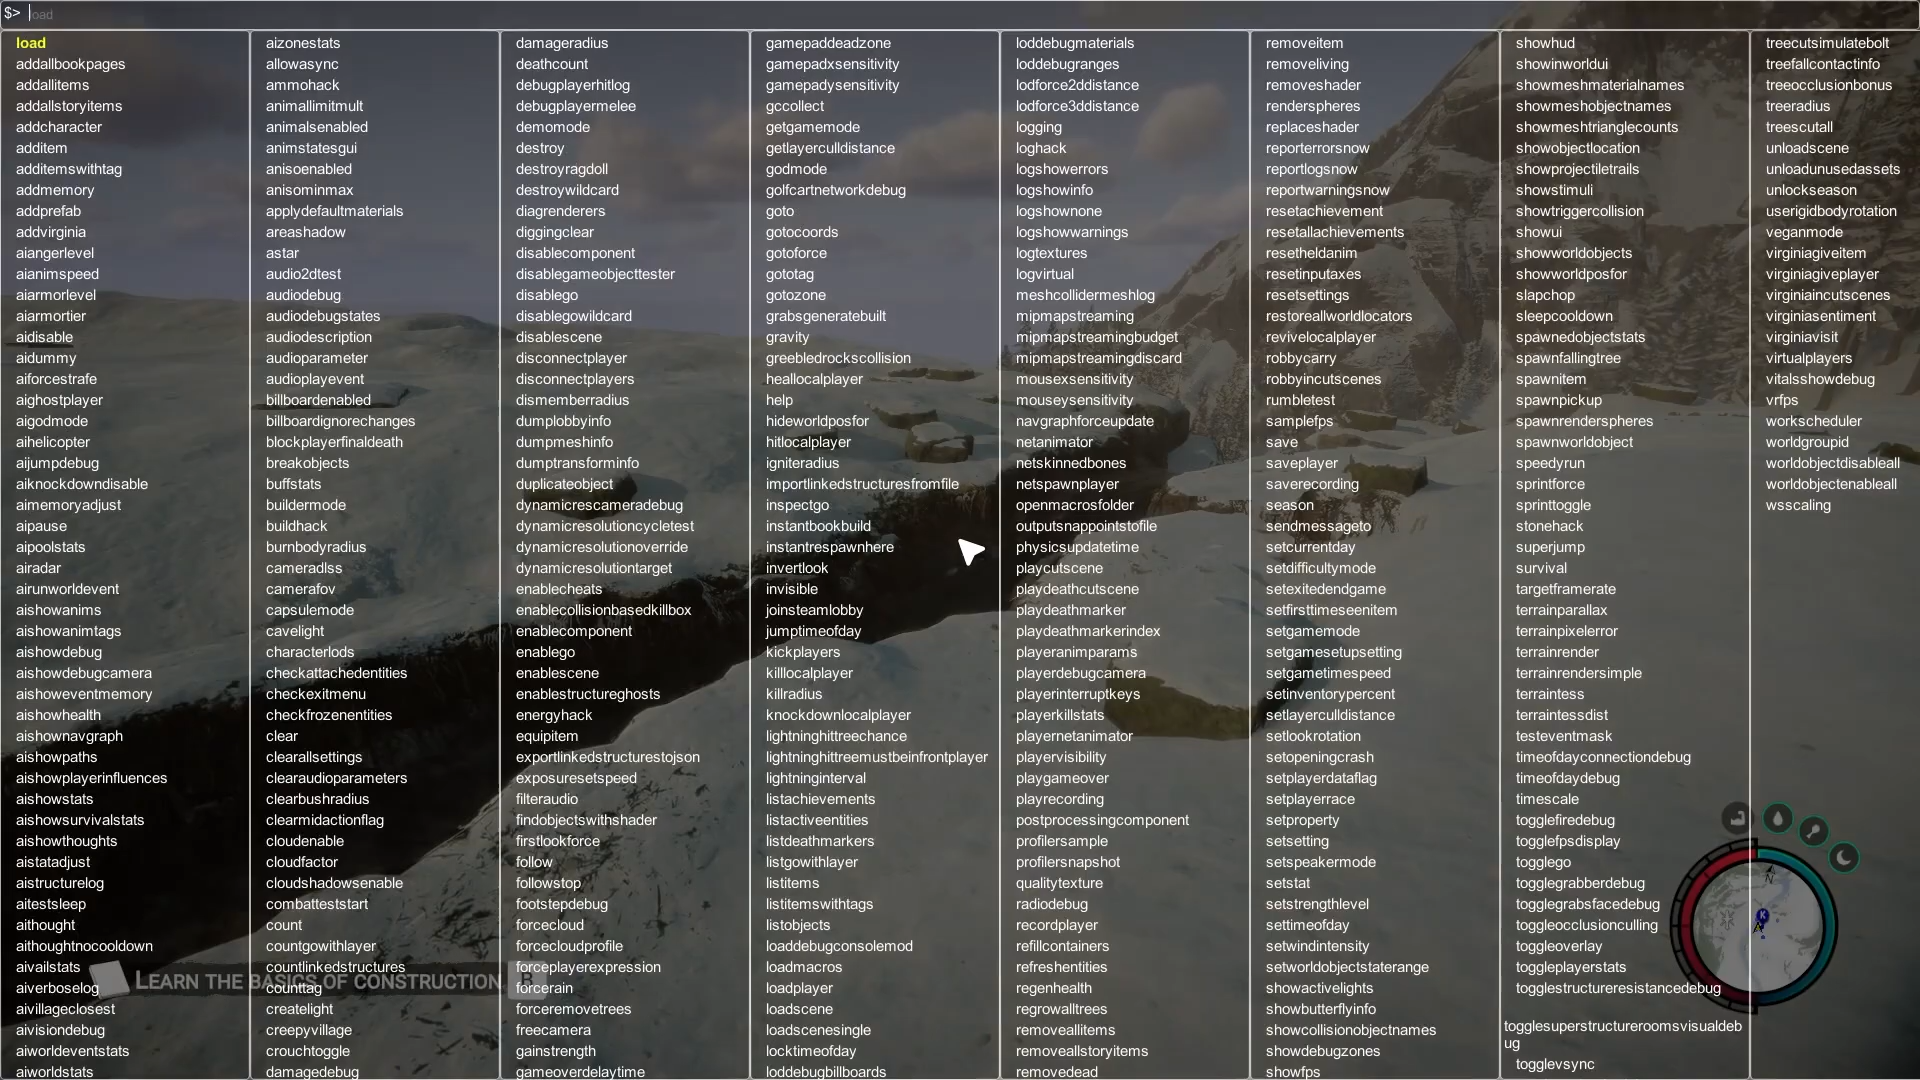 $> load
load
addallbookpages
addallitems
addallstoryitems
addcharacter
additem
additemswithtag
addmemory
addprefab
addvirginia
aiangerlevel
aianimspeed
aiarmorlevel
aiarmortier
aidisable
aidummy
aiforcestrafe
aighostplayer
aigodmode
aihelicopter
aijumpdebug
aiknockdowndisable
aimemoryadjust
aipause
aipoolstats
airadar
airunworldevent
aishowanims
aishowanimtags
aishowdebug
aishowdebugcamera
aishoweventmemory
aishowhealth
aishownavgraph
aishowpaths
aishowplayerinfluences
aishowstats
aishowsurvivalstats
aishowthoughts
aistatadjust
aistructurelog
aitestsleep
aithought
aithoughtnocooldown
aivailstats
aiverboselog
aivillageclosest
aivisiondebug
aiworldeventstats
aiworldstats
aizonestats
allowasync
ammohack
animallimitmult
animalsenabled
animstatesgui
anisoenabled
anisominmax
applydefaultmaterials
areashadow
astar
audio2dtest
audiodebug
audiodebugstates
audiodescription
audioparameter
audioplayevent
billboardenabled
billboardignorechanges
blockplayerfinaldeath
breakobjects
buffstats
buildermode
buildhack
burnbodyradius
cameradlss
camerafov
capsulemode
cavelight
characterlods
checkattachedentities
checkexitmenu
checkfrozenentities
clear
clearallsettings
clearaudioparameters
clearbushradius
clearmidactionflag
cloudenable
cloudfactor
cloudshadowsenable
combatteststart
count
countgowithlayer
countlinkedstructures
counttag
createlight
creepyvillage
crouchtoggle
damagedebug
damageradius
deathcount
debugplayerhitlog
debugplayermelee
demomode
destroy
destroyragdoll
destroywildcard
diagrenderers
diggingclear
disablecomponent
disablegameobjecttester
disablego
disablegowildcard
disablescene
disconnectplayer
disconnectplayers
dismemberradius
dumplobbyinfo
dumpmeshinfo
dumptransforminfo
duplicateobject
dynamicrescameradebug
dynamicresolutioncycletest
dynamicresolutionoverride
dynamicresolutiontarget
enablecheats
enablecollisionbasedkillbox
enablecomponent
enablego
enablescene
enablestructureghosts
energyhack
equipitem
exportlinkedstructurestojson
exposuresetspeed
filteraudio
findobjectswithshader
firstlookforce
follow
followstop
footstepdebug
forcecloud
forcecloudprofile
forceplayerexpression
forcerain
forceremovetrees
freecamera
gainstrength
gameoverdelaytime
gamepaddeadzone
gamepadxsensitivity
gamepadysensitivity
gccollect
getgamemode
getlayerculldistance
godmode
golfcartnetworkdebug
goto
gotocoords
gotoforce
gototag
gotozone
grabsgeneratebuilt
gravity
greebledrockscollision
heallocalplayer
help
hideworldposfor
hitlocalplayer
igniteradius
importlinkedstructuresfromfile
inspectgo
instantbookbuild
instantrespawnhere
invertlook
invisible
joinsteamlobby
jumptimeofday
kickplayers
killlocalplayer
killradius
knockdownlocalplayer
lightninghittreechance
lightninghittreemustbeinfrontplayer
lightninginterval
listachievements
listactiveentities
listdeathmarkers
listgowithlayer
listitems
listitemswithtags
listobjects
loaddebugconsolemod
loadmacros
loadplayer
loadscene
loadscenesingle
locktimeofday
loddebugbillboards
loddebugmaterials
loddebugranges
lodforce2ddistance
lodforce3ddistance
logging
loghack
logshowerrors
logshowinfo
logshownone
logshowwarnings
logtextures
logvirtual
meshcollidermeshlog
mipmapstreaming
mipmapstreamingbudget
mipmapstreamingdiscard
mousexsensitivity
mouseysensitivity
navgraphforceupdate
netanimator
netskinnedbones
netspawnplayer
openmacrosfolder
outputsnappointstofile
physicsupdatetime
playcutscene
playdeathcutscene
playdeathmarker
playdeathmarkerindex
playeranimparams
playerdebugcamera
playerinterruptkeys
playerkillstats
playernetanimator
playervisibility
playgameover
playrecording
postprocessingcomponent
profilersample
profilersnapshot
qualitytexture
radiodebug
recordplayer
refillcontainers
refreshentities
regenhealth
regrowalltrees
removeallitems
removeallstoryitems
removedead
removeitem
removeliving
removeshader
renderspheres
replaceshader
reporterrorsnow
reportlogsnow
reportwarningsnow
resetachievement
resetallachievements
resetheldanim
resetinputaxes
resetsettings
restoreallworldlocators
revivelocalplayer
robbycarry
robbyincutscenes
rumbletest
samplefps
save
saveplayer
saverecording
season
sendmessageto
setcurrentday
setdifficultymode
setexitedendgame
setfirsttimeseenitem
setgamemode
setgamesetupsetting
setgametimespeed
setinventorypercent
setlayerculldistance
setlookrotation
setopeningcrash
setplayerdataflag
setplayerrace
setproperty
setsetting
setspeakermode
setstat
setstrengthlevel
settimeofday
setwindintensity
setworldobjectstaterange
showactivelights
showbutterflyinfo
showcollisionobjectnames
showdebugzones
showfps
showhud
showinworldui
showmeshmaterialnames
showmeshobjectnames
showmeshtrianglecounts
showobjectlocation
showprojectiletrails
showstimuli
showtriggercollision
showui
showworldobjects
showworldposfor
slapchop
sleepcooldown
spawnedobjectstats
spawnfallingtree
spawnitem
spawnpickup
spawnrenderspheres
spawnworldobject
speedyrun
sprintforce
sprinttoggle
stonehack
superjump
survival
targetframerate
terrainparallax
terrainpixelerror
terrainrender
terrainrendersimple
terraintess
terraintessdist
testeventmask
timeofdayconnectiondebug
timeofdaydebug
timescale
togglefiredebug
togglefpsdisplay
togglego
togglegrabberdebug
togglegrabsfacedebug
toggleocclusionculling
toggleoverlay
toggleplayerstats
togglestructureresistancedebug
togglesuperstructureroomsvisualdeb
ug
togglevsync
treecutsimulatebolt
treefallcontactinfo
treeocclusionbonus
treeradius
treescutall
unloadscene
unloadunusedassets
unlockseason
userigidbodyrotation
veganmode
virginiagiveitem
virginiagiveplayer
virginiaincutscenes
virginiasentiment
virginiavisit
virtualplayers
vitalsshowdebug
vrfps
workscheduler
worldgroupid
worldobjectdisableall
worldobjectenableall
wsscaling
LEARN THE BASICS OF CONSTRUCTION B
N
K